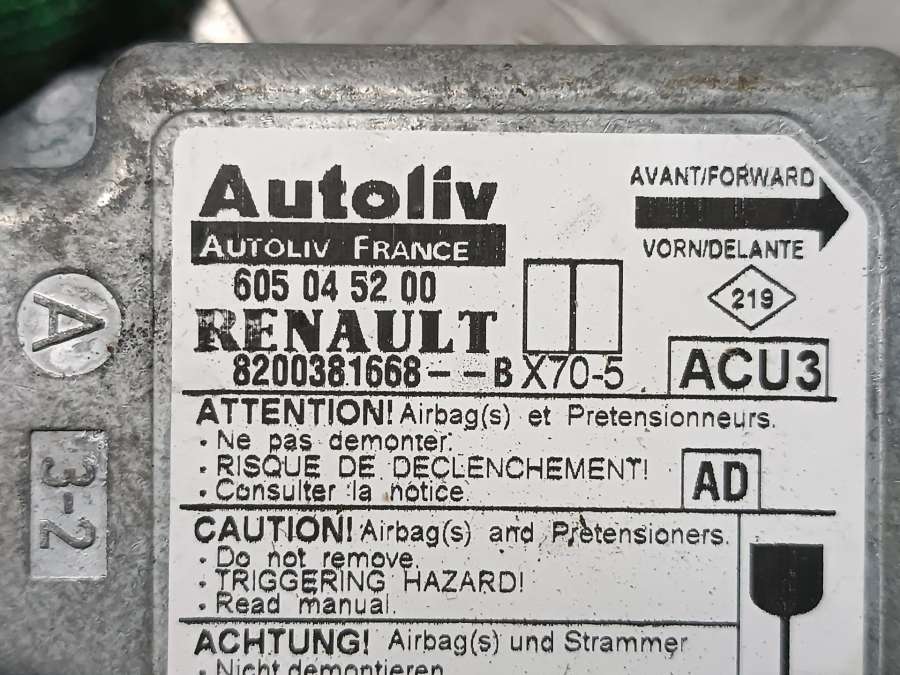 Autoliv
AUTOLIV FRANCE
605 04 52 00
RENAULT
8200381668--B X70-5
AVANT/FORWARD
VORN/DELANTE
219
ACU3
ATTENTION! Airbag(s) et Pretensionneurs.
• Ne pas demonter.
• RISQUE DE DECLENCHEMENT!
• Consulter la notice
AD
CAUTION! Airbag(s) and Pretensioners.
• Do not remove.
• TRIGGERING HAZARD!
• Read manual.
ACHTUNG! Airbag(s) und Strammer
• Nicht demontieren
A
3-2